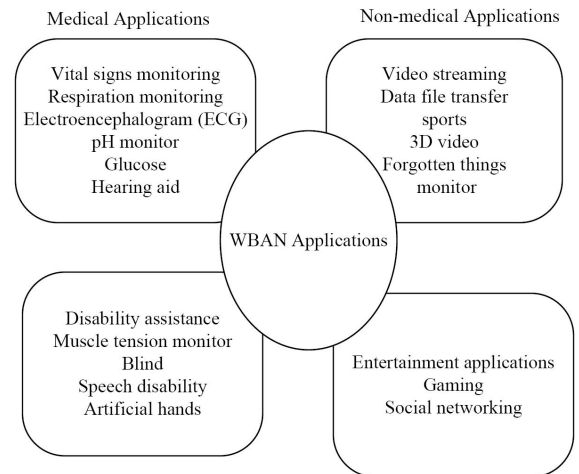 Medical Applications
Non-medical Applications
Vital signs monitoring
Respiration monitoring
Electroencephalogram (ECG)
pH monitor
Glucose
Hearing aid
Video streaming
Data file transfer
sports
3D video
Forgotten things
monitor
WBAN Applications
Disability assistance
Muscle tension monitor
Blind
Speech disability
Artificial hands
Entertainment applications
Gaming
Social networking